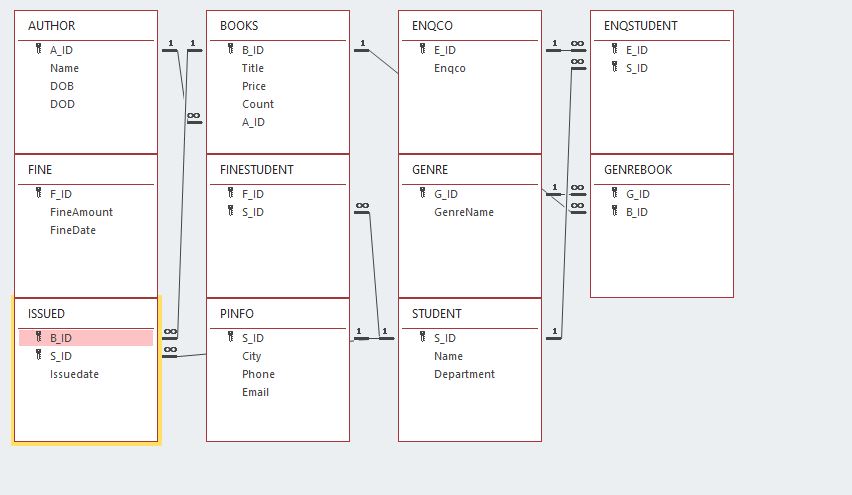 AUTHOR
A_ID
Name
DOB
DOD
BOOKS
B_ID
Title
Price
Count
A_ID
ENQCO
E_ID
Enqco
ENQSTUDENT
E_ID
S_ID
FINE
F_ID
FineAmount
FineDate
FINESTUDENT
F_ID
S_ID
GENRE
G_ID
GenreName
GENREBOOK
G_ID
B_ID
ISSUED
B_ID
S_ID
Issuedate
PINFO
S_ID
City
Phone
Email
STUDENT
S_ID
Name
Department
1
1
∞
1
1
∞
∞
∞
1
∞
∞
∞
∞
1
1
1